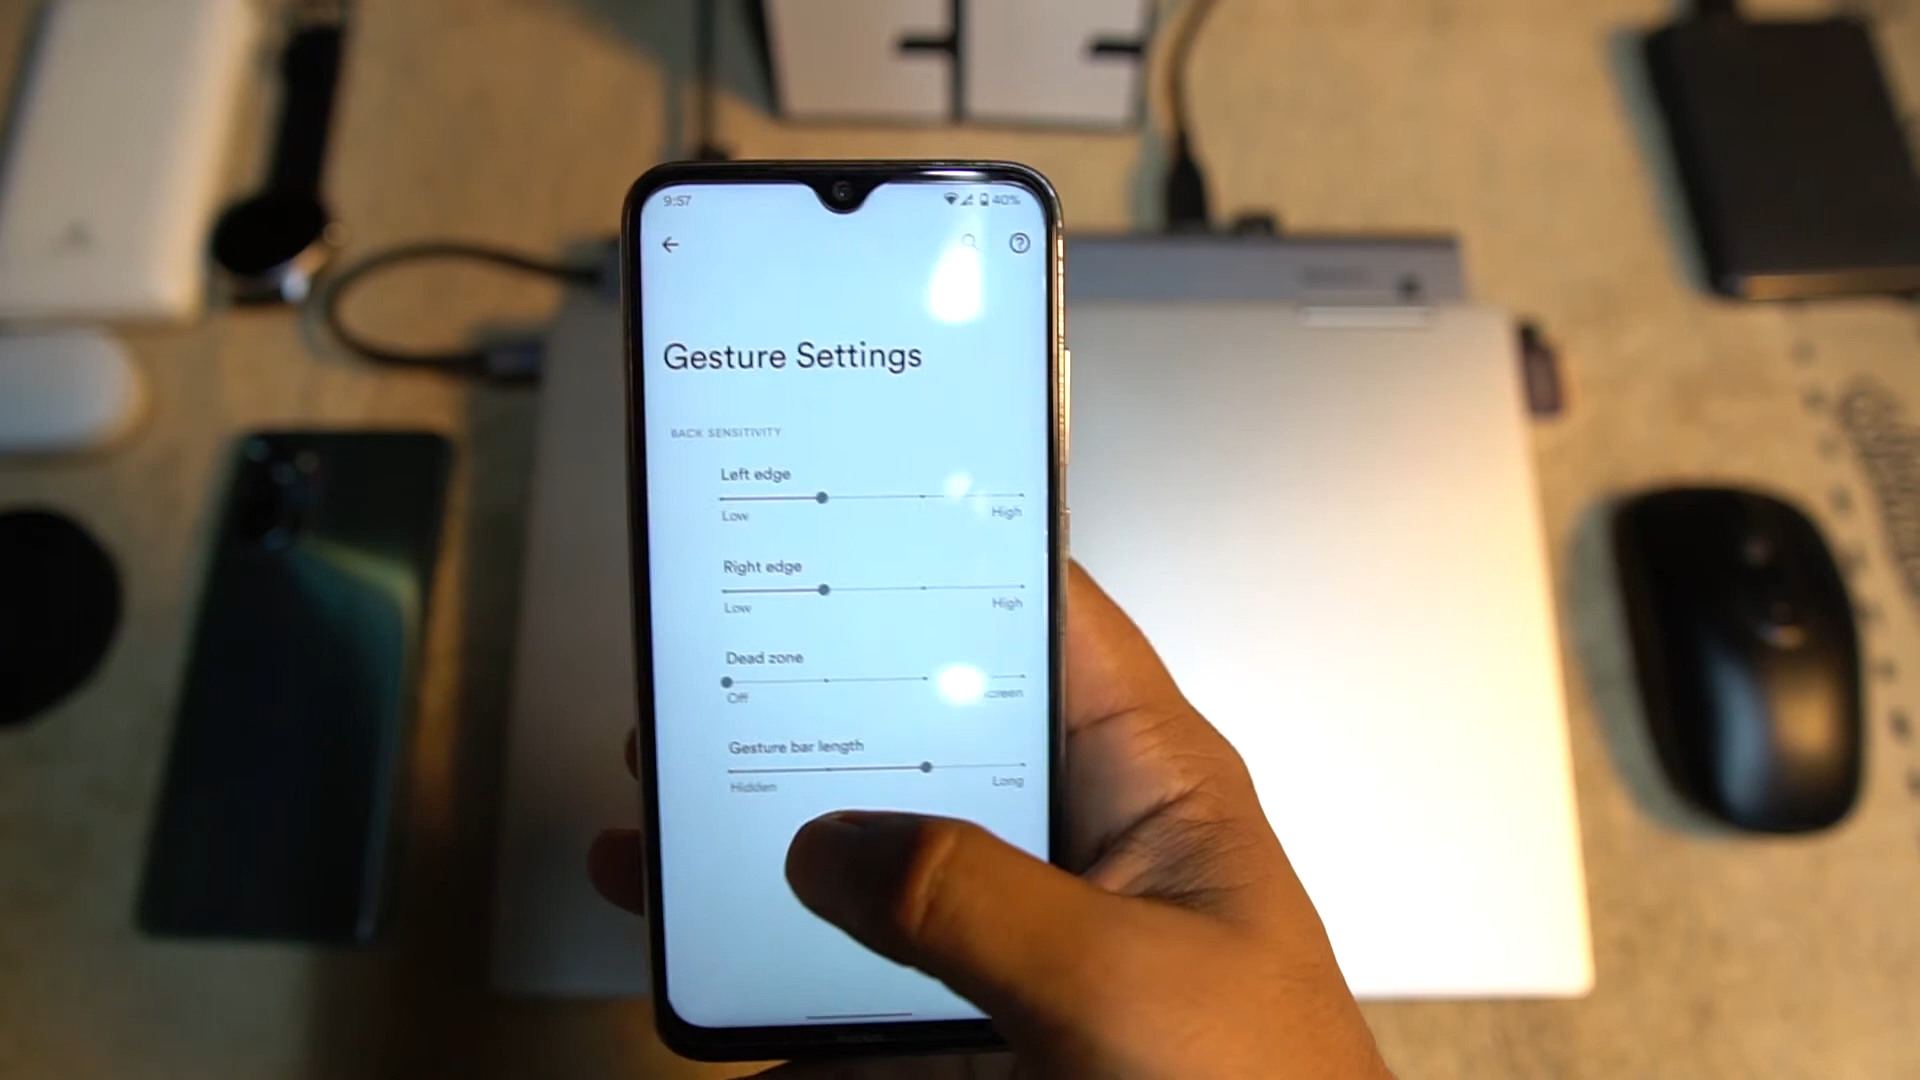 9:57
40%
Gesture Settings
BACK SENSITIVITY
Left edge
Low
High
Right edge
Low
High
Dead zone
Off
Gesture bar length
Hidden
Long